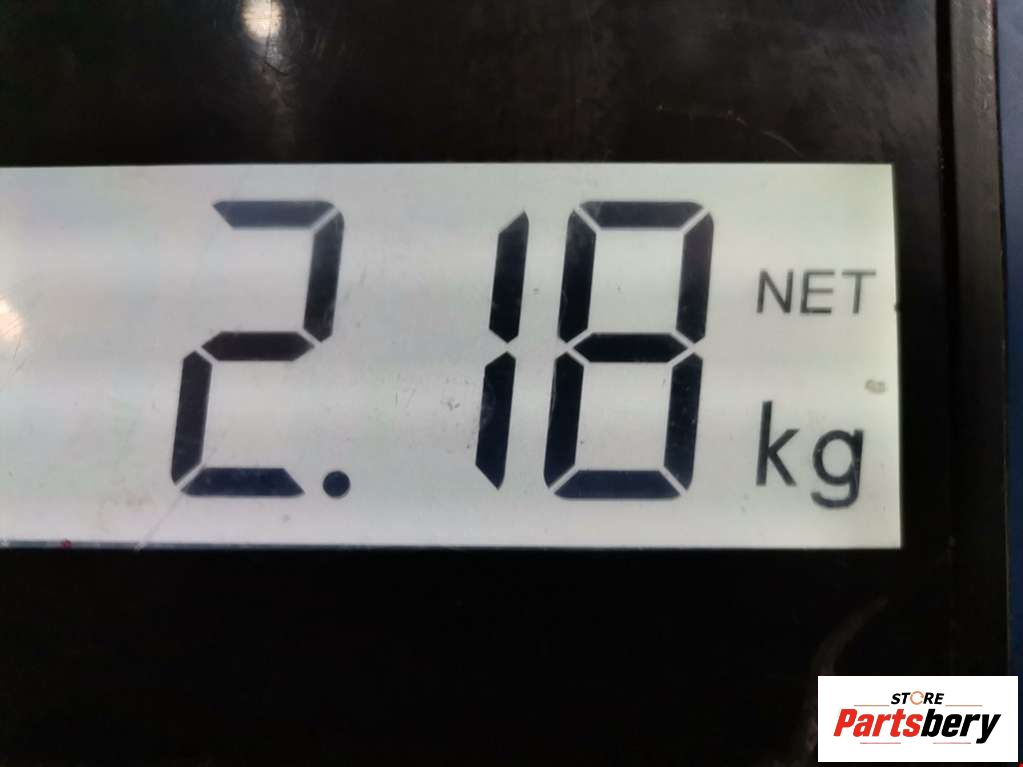 2.18
NET
kg
STORE
Partsbery